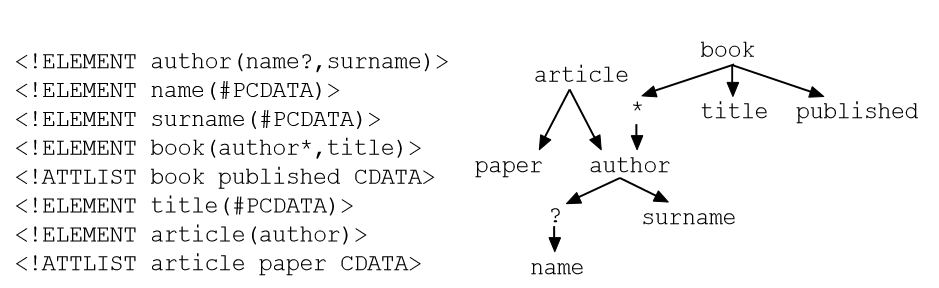 <!ELEMENT author(name?,surname)>
<!ELEMENT name(#PCDATA)>
<!ELEMENT surname(#PCDATA)>
<!ELEMENT book(author*,title)>
<!ATTLIST book published CDATA>
<!ELEMENT title(#PCDATA)>
<!ELEMENT article(author)>
<!ATTLIST article paper CDATA>
book
article
* title published
paper author
? surname
name